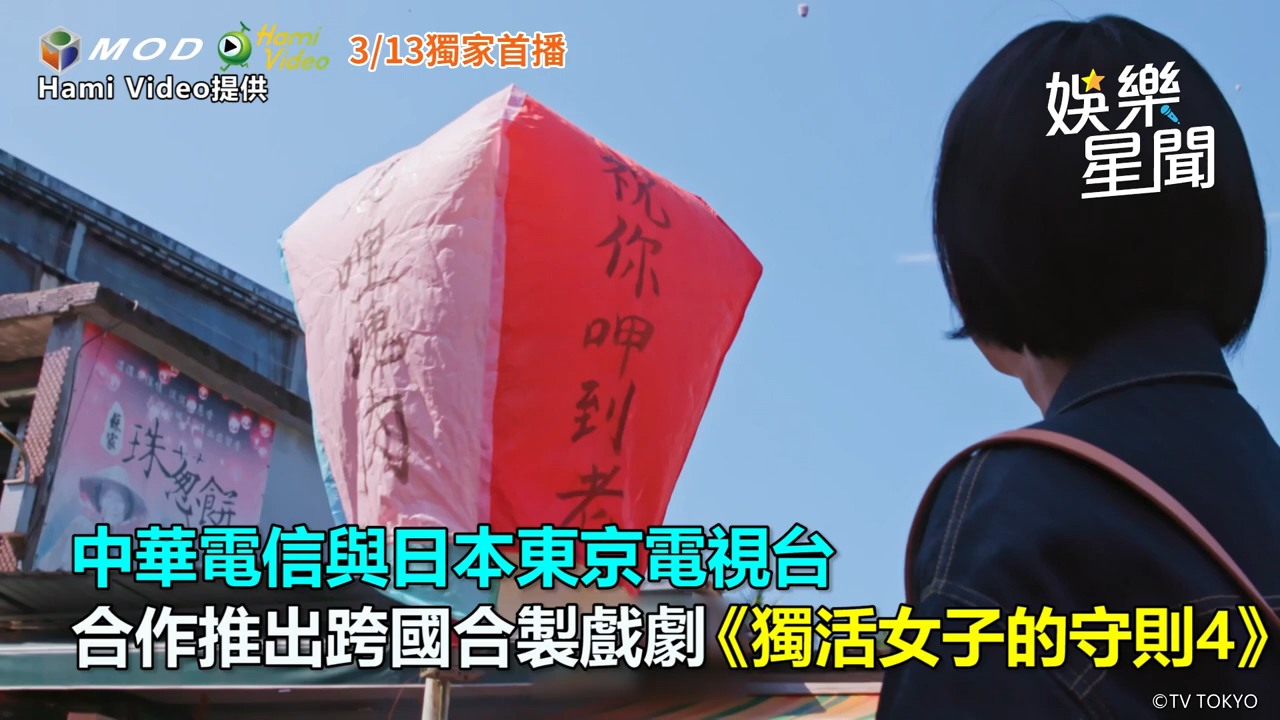 MOD
Hami Video
3/13獨家首播
Hami Video提供
娛樂星聞
祝你呷到老
珠蔥餅
中華電信與日本東京電視台
合作推出跨國合製戲劇《獨活女子的守則4》
©TV TOKYO